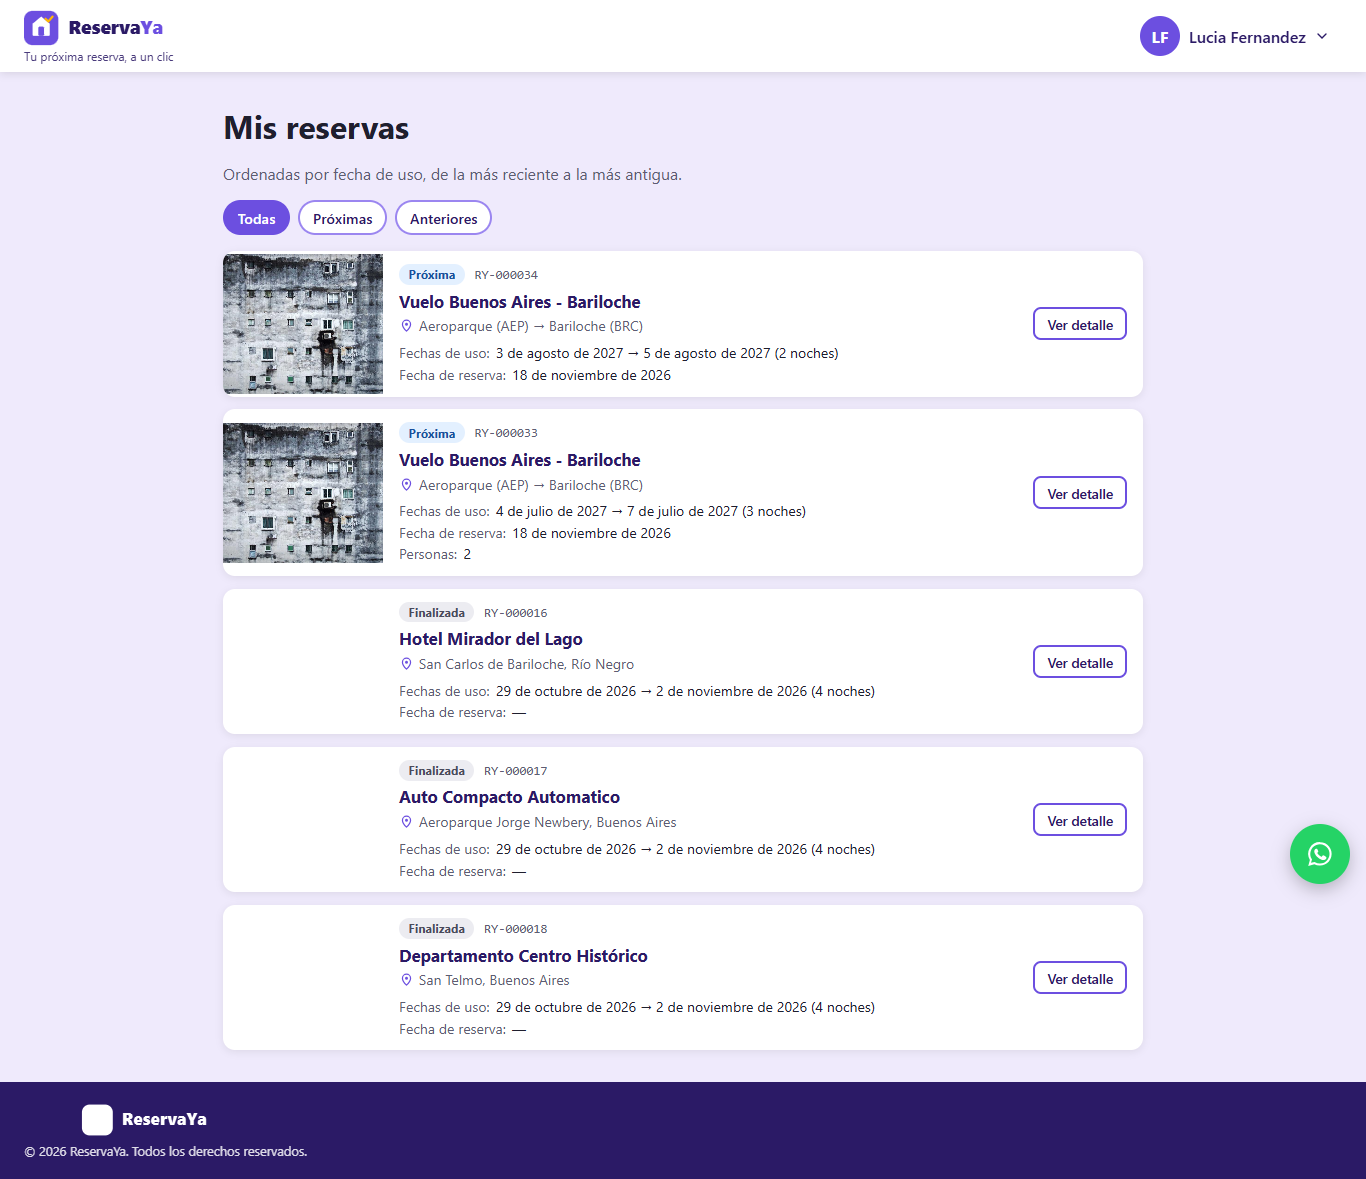 ReservaYa
Tu próxima reserva, a un clic
LF
Lucia Fernandez
Mis reservas
Ordenadas por fecha de uso, de la más reciente a la más antigua.
Todas
Próximas
Anteriores
Próxima
RY-000034
Vuelo Buenos Aires - Bariloche
Aeroparque (AEP) → Bariloche (BRC)
Fechas de uso: 3 de agosto de 2027 → 5 de agosto de 2027 (2 noches)
Fecha de reserva: 18 de noviembre de 2026
Ver detalle
Próxima
RY-000033
Vuelo Buenos Aires - Bariloche
Aeroparque (AEP) → Bariloche (BRC)
Fechas de uso: 4 de julio de 2027 → 7 de julio de 2027 (3 noches)
Fecha de reserva: 18 de noviembre de 2026
Personas: 2
Ver detalle
Finalizada
RY-000016
Hotel Mirador del Lago
San Carlos de Bariloche, Río Negro
Fechas de uso: 29 de octubre de 2026 → 2 de noviembre de 2026 (4 noches)
Fecha de reserva: —
Ver detalle
Finalizada
RY-000017
Auto Compacto Automatico
Aeroparque Jorge Newbery, Buenos Aires
Fechas de uso: 29 de octubre de 2026 → 2 de noviembre de 2026 (4 noches)
Fecha de reserva: —
Ver detalle
Finalizada
RY-000018
Departamento Centro Histórico
San Telmo, Buenos Aires
Fechas de uso: 29 de octubre de 2026 → 2 de noviembre de 2026 (4 noches)
Fecha de reserva: —
Ver detalle
ReservaYa
© 2026 ReservaYa. Todos los derechos reservados.